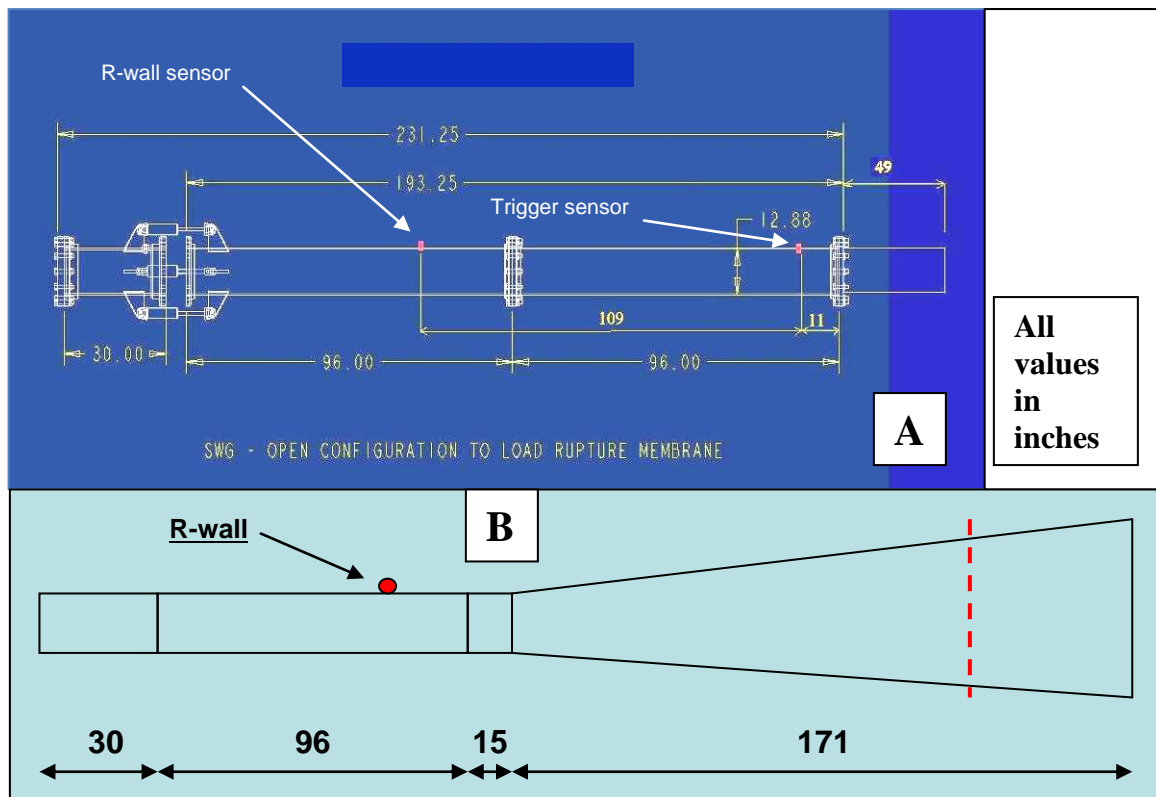 R-wall sensor
231.25
49
193.25
Trigger sensor
12.88
109
11
30.00
96.00
96.00
SWG - OPEN CONFIGURATION TO LOAD RUPTURE MEMBRANE
A
All
values
in
inches
B
R-wall
30
96
15
171